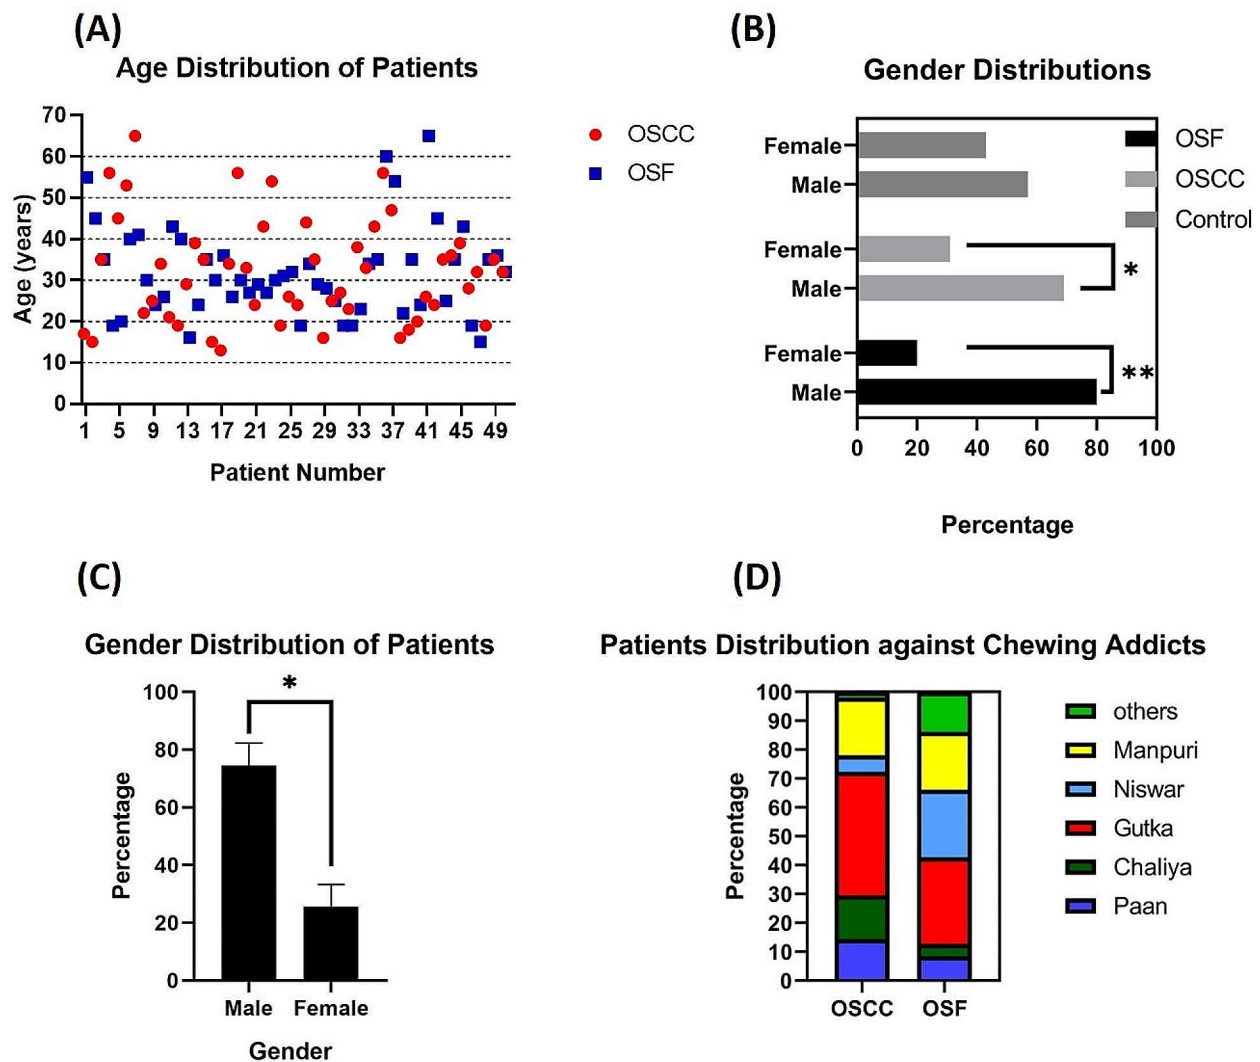 (A)
Age Distribution of Patients
70
60
50
40
30
20
10
0
Age (years)
1 5 9 13 17 21 25 29 33 37 41 45 49
Patient Number
OSCC
OSF
(B)
Gender Distributions
Female
Male
Female
Male
Female
Male
*
**
OSF
OSCC
Control
0 20 40 60 80 100
Percentage
(C)
Gender Distribution of Patients
*
100
80
60
40
20
0
Percentage
Male Female
Gender
(D)
Patients Distribution against Chewing Addicts
100
90
80
70
60
50
40
30
20
10
0
Percentage
OSCC OSF
others
Manpuri
Niswar
Gutka
Chaliya
Paan